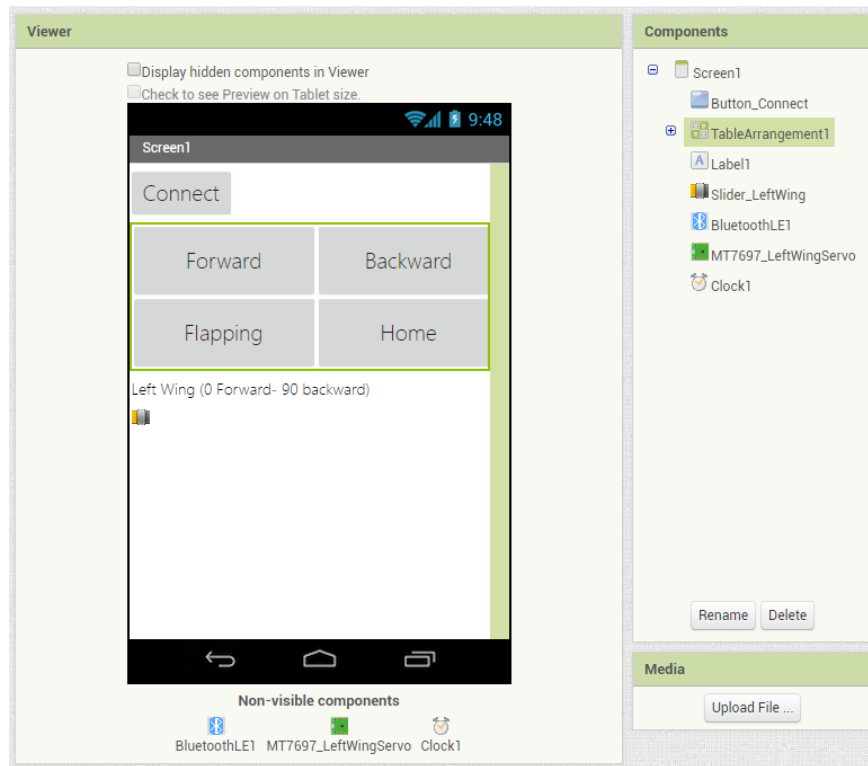 Viewer
Display hidden components in Viewer
Check to see Preview on Tablet size.
9:48
Screen1
Connect
Forward Backward
Flapping Home
Left Wing (0 Forward- 90 backward)
Non-visible components
BluetoothLE1 MT7697_LeftWingServo Clock1
Components
Screen1
Button_Connect
TableArrangement1
A Label1
Slider_LeftWing
BluetoothLE1
MT7697_LeftWingServo
Clock1
Rename Delete
Media
Upload File ...